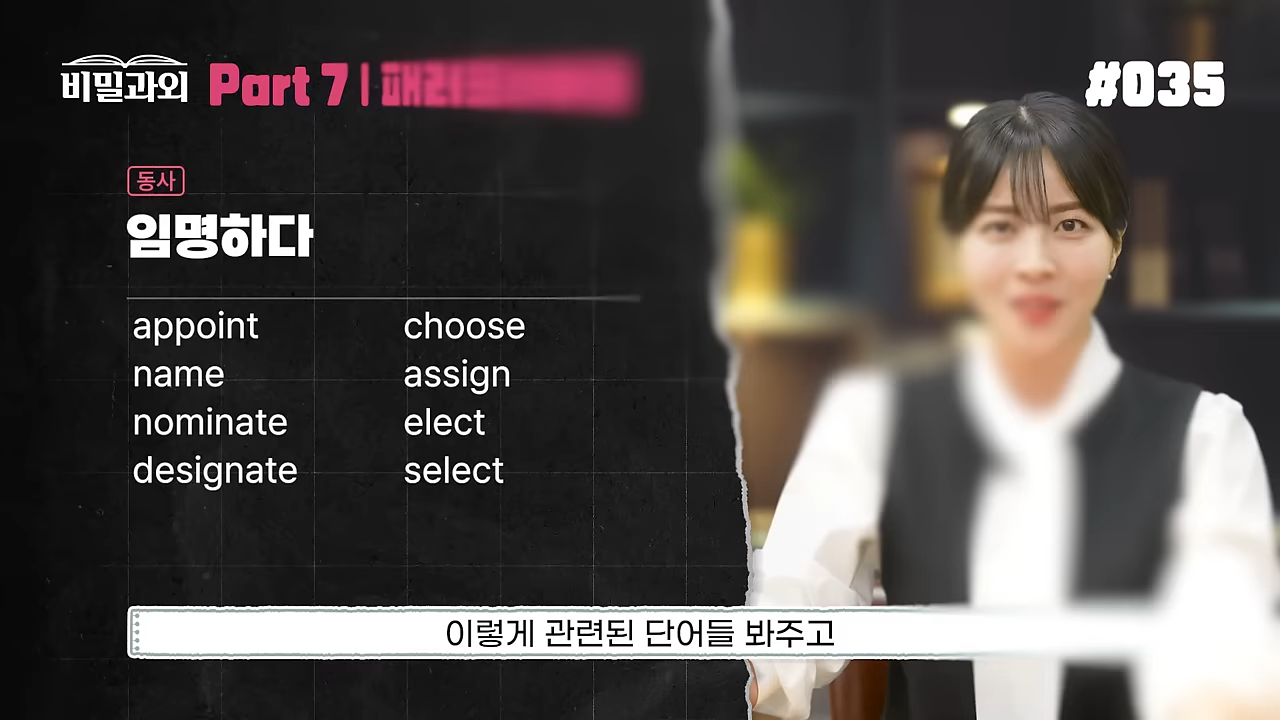 비밀과외 Part 7 |
#035
동사
임명하다
appoint choose
name assign
nominate elect
designate select
이렇게 관련된 단어들 봐주고